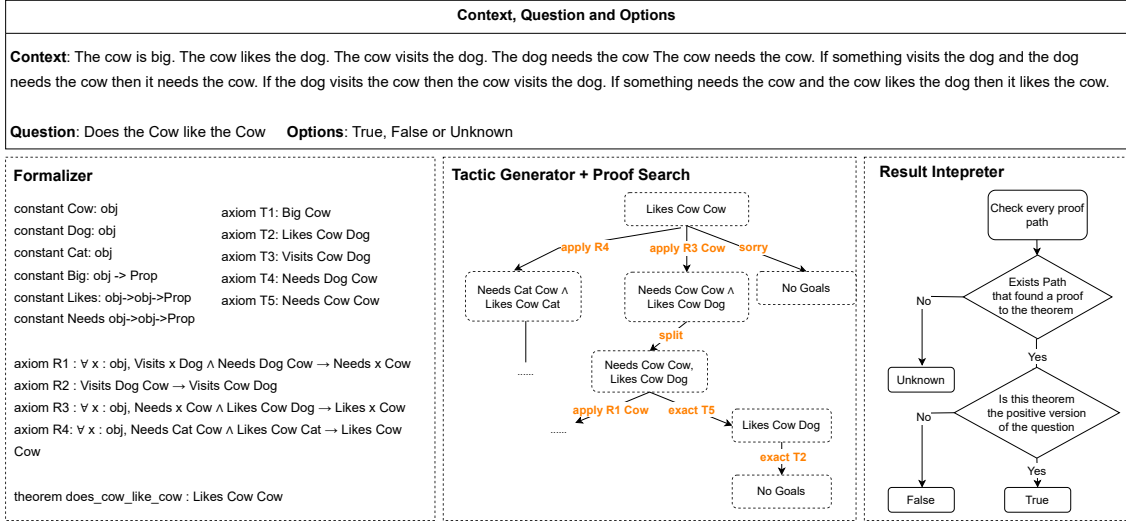 Context, Question and Options
Context: The cow is big. The cow likes the dog. The cow visits the dog. The dog needs the cow The cow needs the cow. If something visits the dog and the dog
needs the cow then it needs the cow. If the dog visits the cow then the cow visits the dog. If something needs the cow and the cow likes the dog then it likes the cow.
Question: Does the Cow like the Cow Options: True, False or Unknown
Formalizer
constant Cow: obj
constant Dog: obj
constant Cat: obj
constant Big: obj -> Prop
constant Likes: obj->obj->Prop
constant Needs obj->obj->Prop
axiom T1: Big Cow
axiom T2: Likes Cow Dog
axiom T3: Visits Cow Dog
axiom T4: Needs Dog Cow
axiom T5: Needs Cow Cow
axiom R1 : ∀ x : obj, Visits x Dog ∧ Needs Dog Cow → Needs x Cow
axiom R2 : Visits Dog Cow → Visits Cow Dog
axiom R3 : ∀ x : obj, Needs x Cow ∧ Likes Cow Dog → Likes x Cow
axiom R4: ∀ x : obj, Needs Cat Cow ∧ Likes Cow Cat → Likes Cow
Cow
theorem does_cow_like_cow : Likes Cow Cow
Tactic Generator + Proof Search
Likes Cow Cow
apply R4
apply R3 Cow
sorry
Needs Cat Cow ∧
Likes Cow Cat
Needs Cow Cow ∧
Likes Cow Dog
No Goals
split
......
Needs Cow Cow,
Likes Cow Dog
apply R1 Cow
exact T5
......
Likes Cow Dog
exact T2
No Goals
Result Intepreter
Check every proof
path
Exists Path
that found a proof
to the theorem
No
Yes
Unknown
Is this theorem
the positive version
of the question
No
Yes
False
True